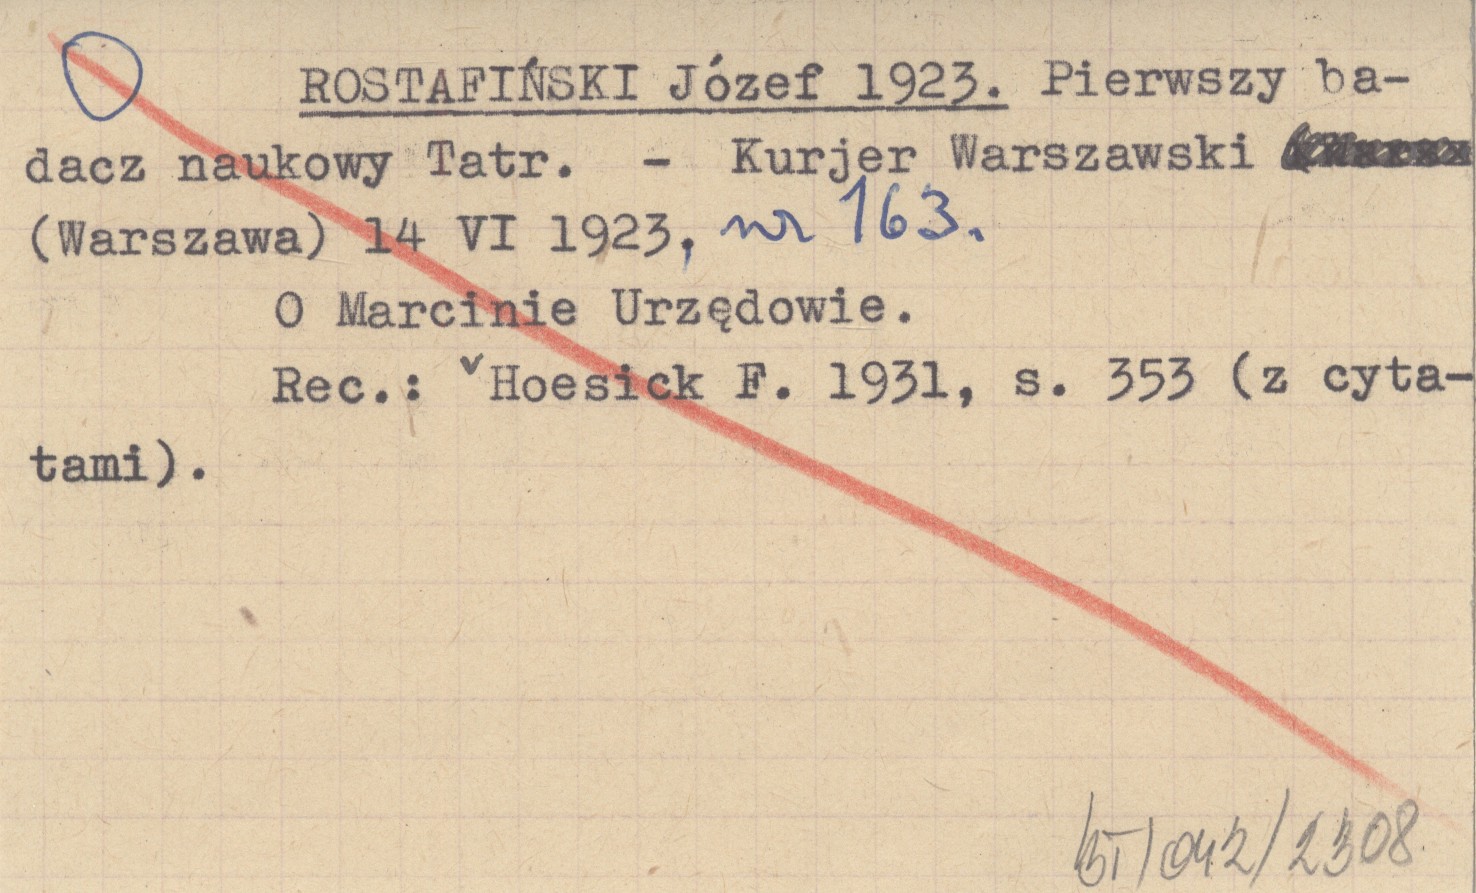 ROSTAFIŃSKI Józef 1923. Pierwszy ba-
dacz naukowy Tatr. - Kurjer Warszawski
(Warszawa) 14 VI 1923, nr 163.
O Marcinie Urzędowie.
Rec.: ᵛHoesick F. 1931, s. 353 (z cyta-
tami).
BT/042/2308